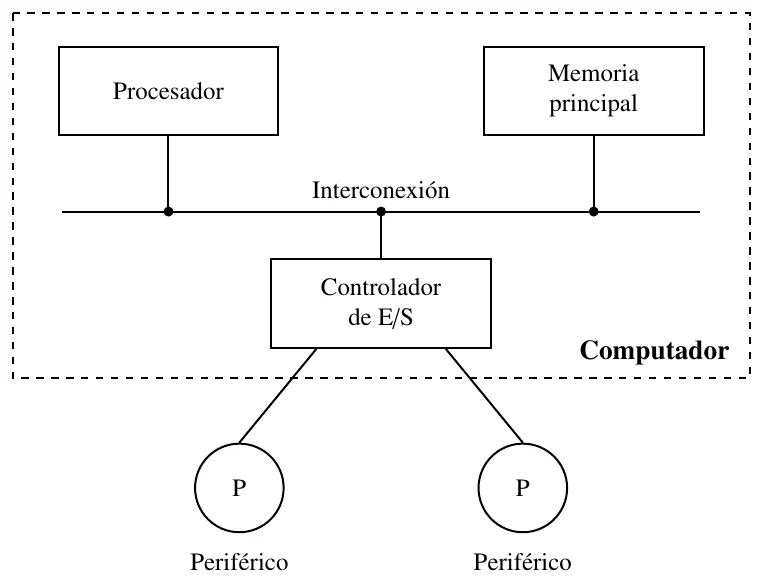 Procesador
Memoria
principal
Interconexión
Controlador
de E/S
Computador
P
P
Periférico
Periférico